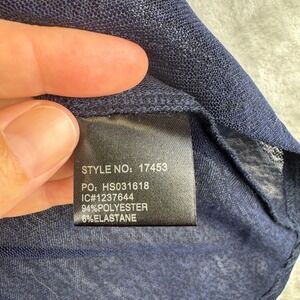 STYLE NO: 17453
PO: HS031618
IC#1237644
94%POLYESTER
6%ELASTANE